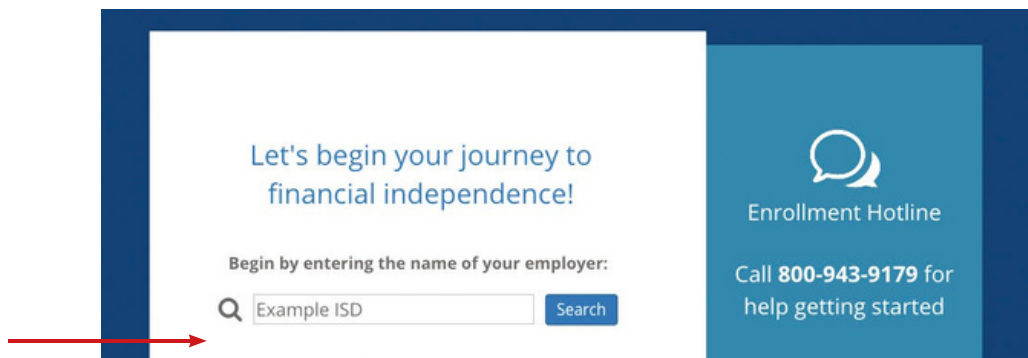 Let's begin your journey to
financial independence!
Begin by entering the name of your employer:
Example ISD
Search
Enrollment Hotline
Call 800-943-9179 for
help getting started